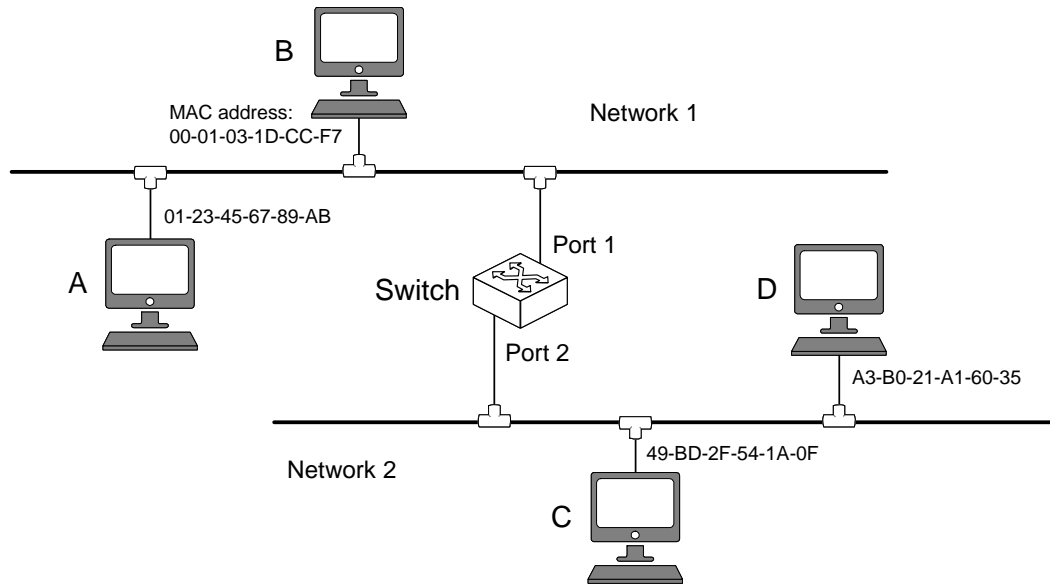 B
MAC address:
00-01-03-1D-CC-F7
Network 1
01-23-45-67-89-AB
A
Port 1
Switch
D
Port 2
A3-B0-21-A1-60-35
49-BD-2F-54-1A-0F
Network 2
C